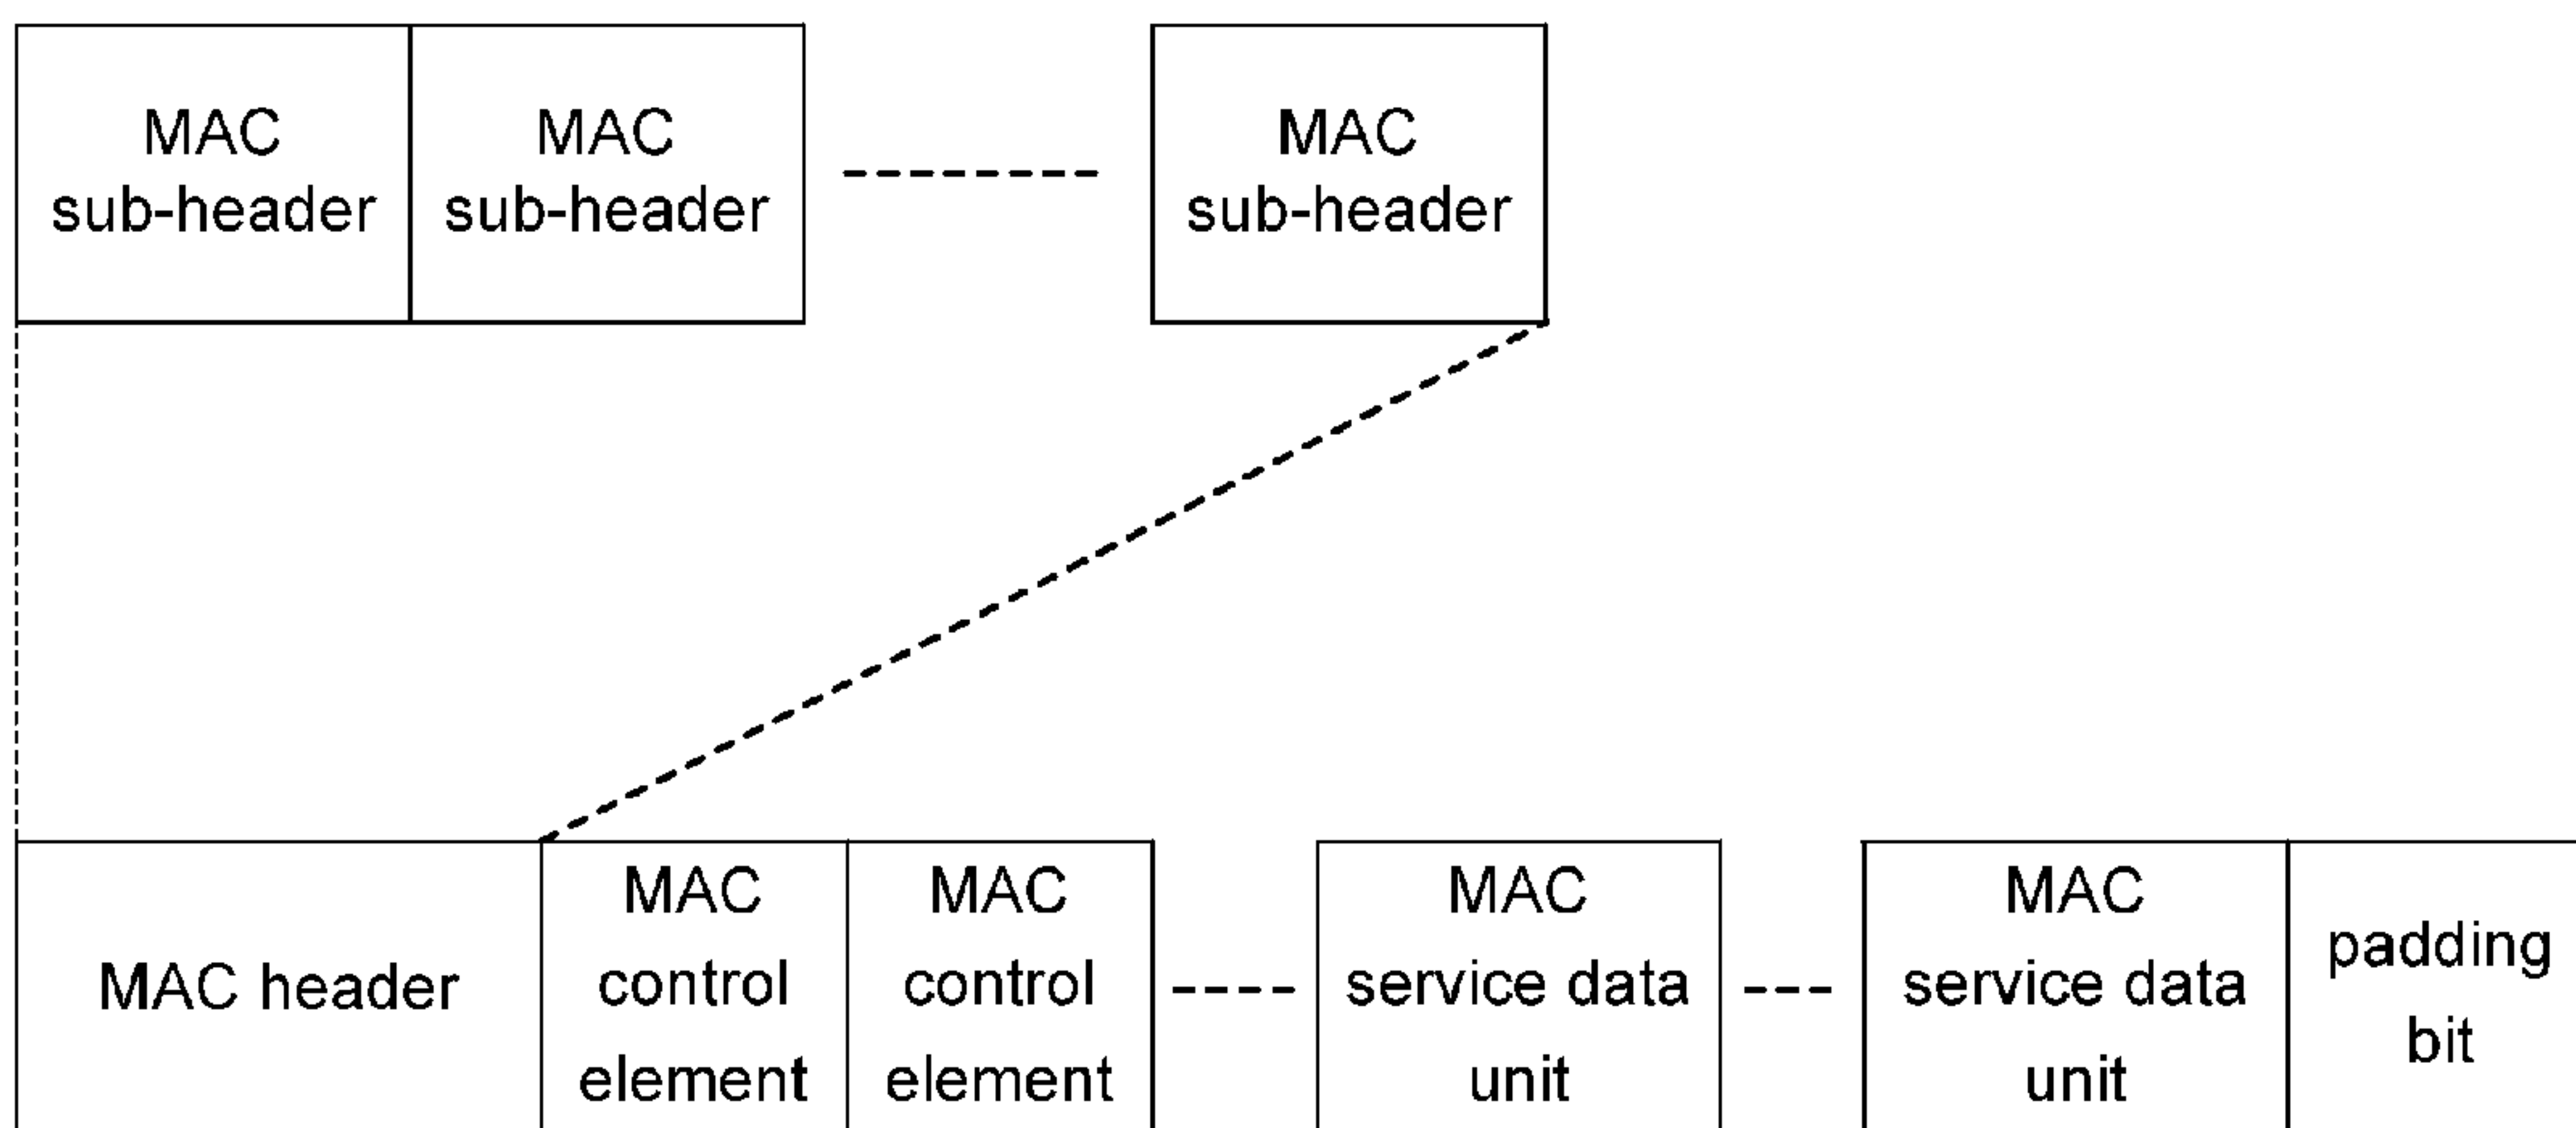 MAC
sub-header
MAC
sub-header
MAC
sub-header
MAC header
MAC
control
element
MAC
control
element
MAC
service data
unit
MAC
service data
unit
padding
bit